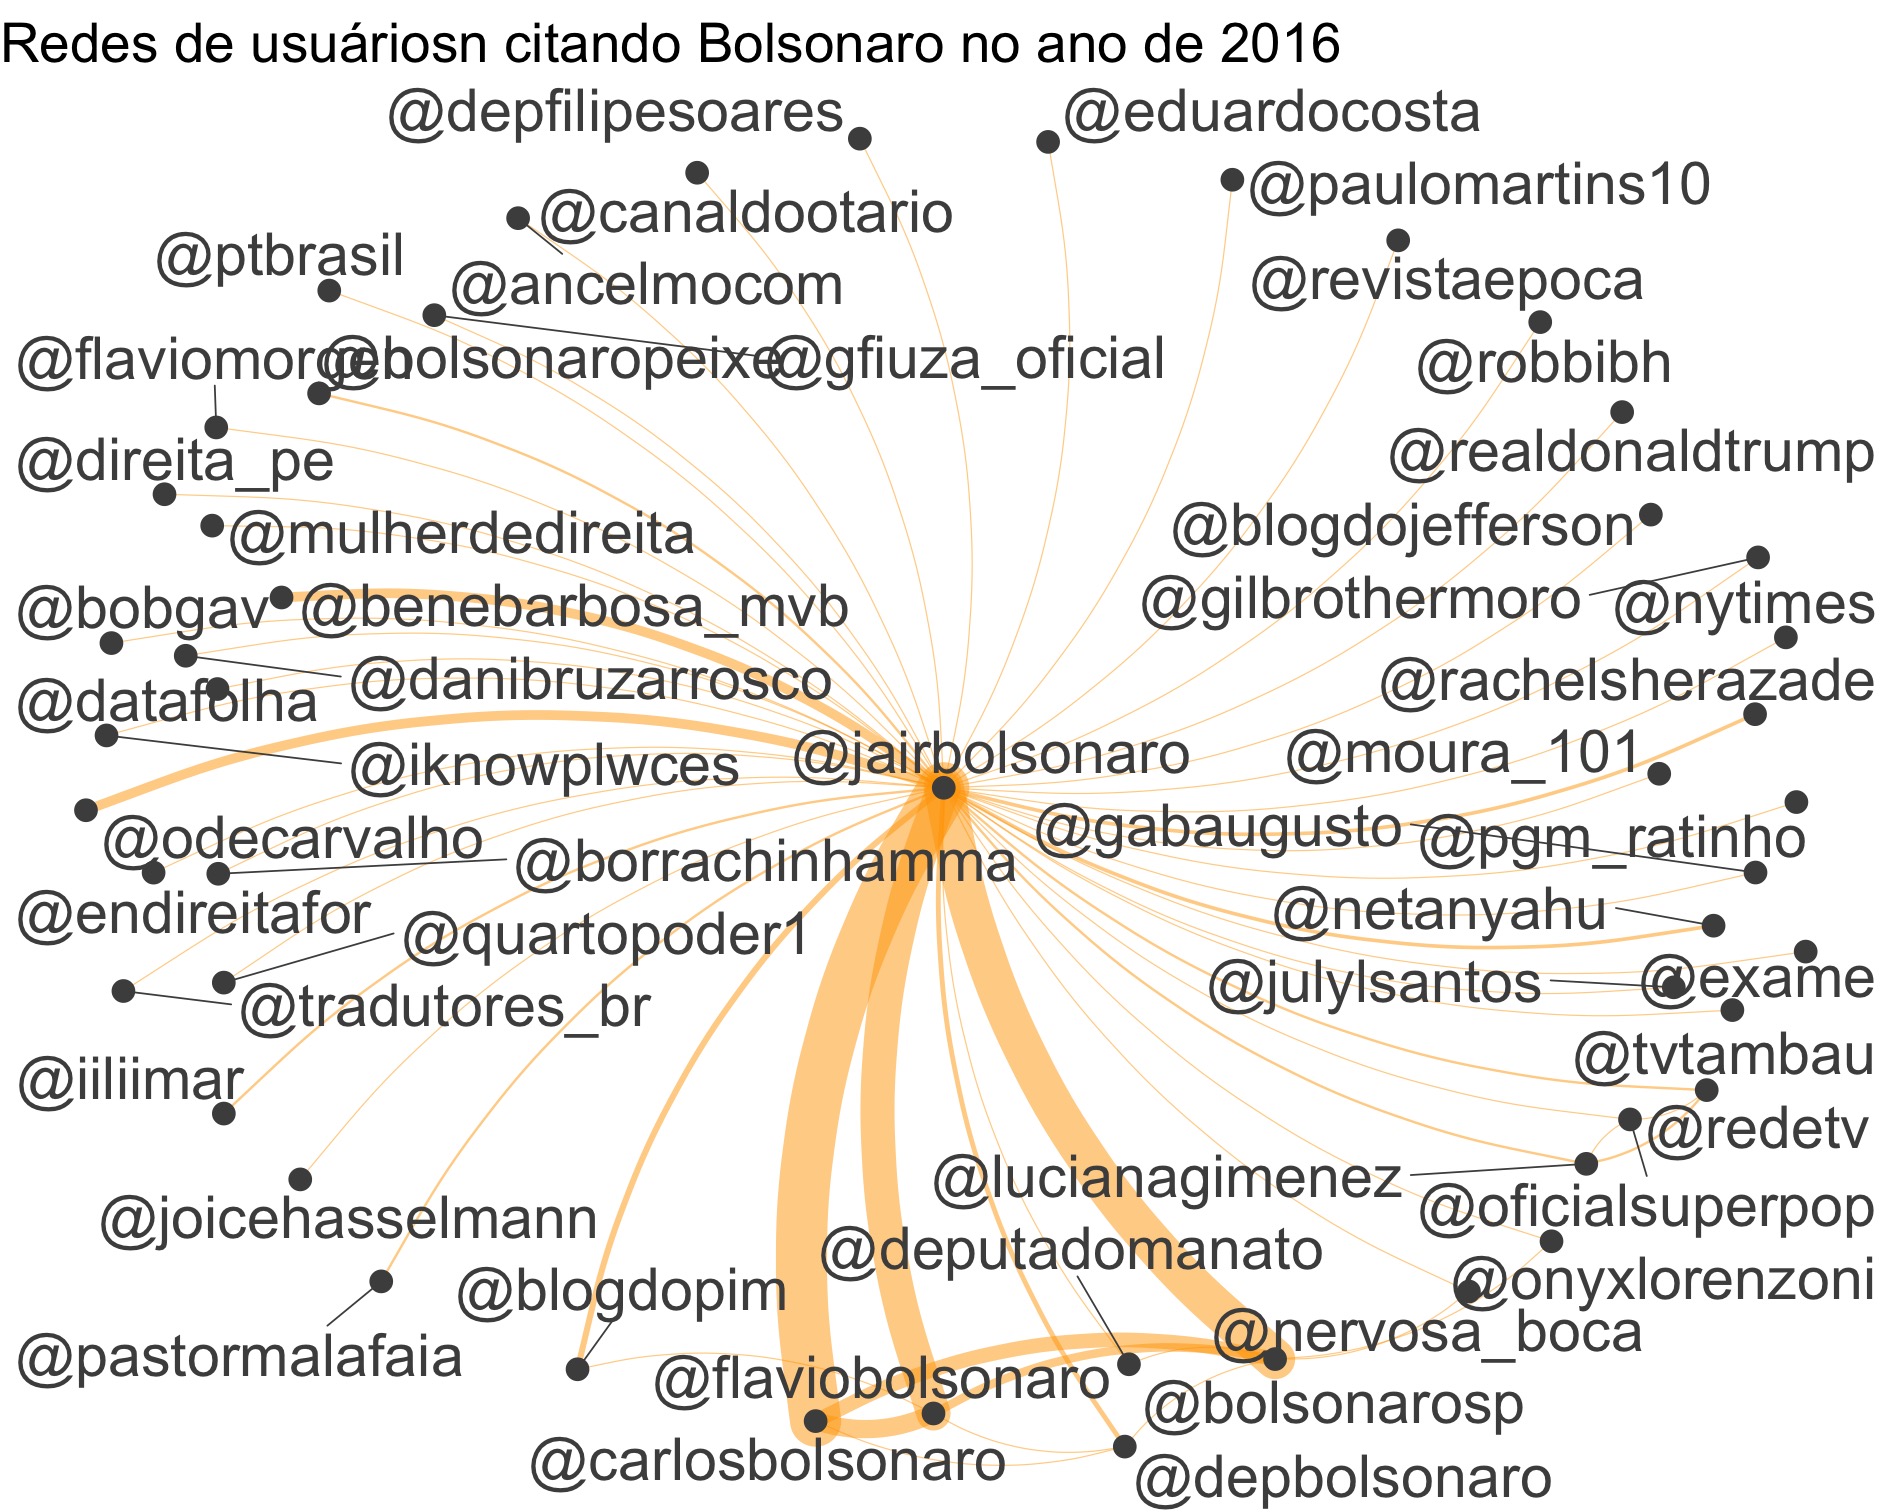 Redes de usuáriosn citando Bolsonaro no ano de 2016
@depfilipesoares
@eduardocosta
@paulomartins10
@canaldootario
@ptbrasil
@ancelmocom
@revistaepoca
@flaviomorgen
@bolsonaropeixe
@gfiuza_oficial
@robbibh
@direita_pe
@realdonaldtrump
@mulherdedireita
@blogdojefferson
@bobgav
@benebarbosa_mvb
@gilbrothermoro
@nytimes
@danibruzarrosco
@rachelsherazade
@datafolha
@iknowplwces
@jairbolsonaro
@moura_101
@odecarvalho
@borrachinhamma
@gabaugusto
@pgm_ratinho
@endireitafor
@quartopoder1
@netanyahu
@tradutores_br
@julylsantos
@exame
@iiliimar
@tvtambau
@redetv
@lucianagimenez
@joicehasselmann
@oficialsuperpop
@deputadomanato
@blogdopim
@onyxlorenzoni
@pastormalafaia
@nervosa_boca
@flaviobolsonaro
@bolsonarosp
@carlosbolsonaro
@depbolsonaro